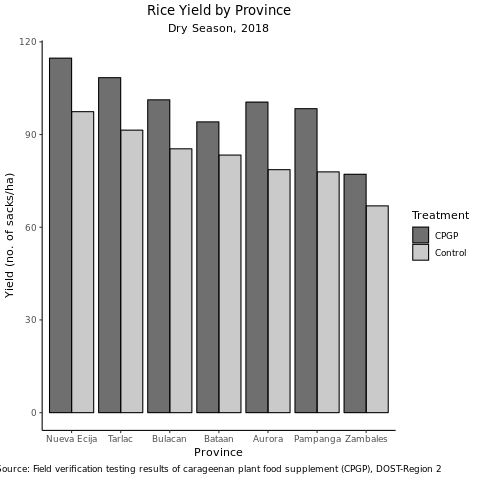 Rice Yield by Province
Dry Season, 2018
Yield (no. of sacks/ha)
120
90
60
30
0
Nueva Ecija Tarlac Bulacan Bataan Aurora Pampanga Zambales
Province
Treatment
CPGP
Control
Source: Field verification testing results of carageenan plant food supplement (CPGP), DOST-Region 2